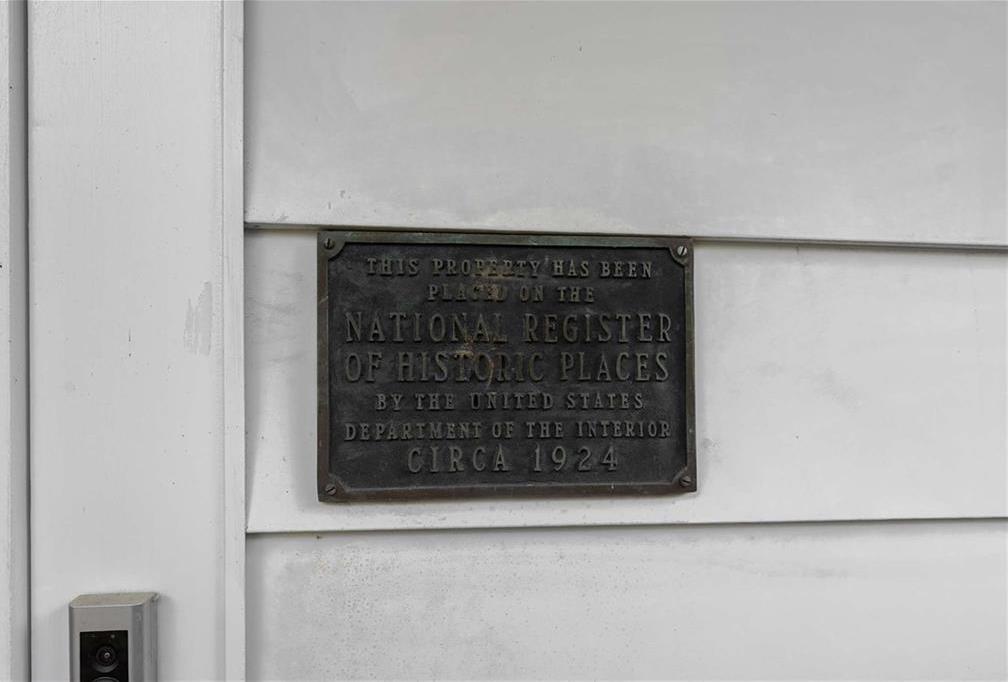 THIS PROPERTY HAS BEEN
PLACED ON THE
NATIONAL REGISTER
OF HISTORIC PLACES
BY THE UNITED STATES
DEPARTMENT OF THE INTERIOR
CIRCA 1924